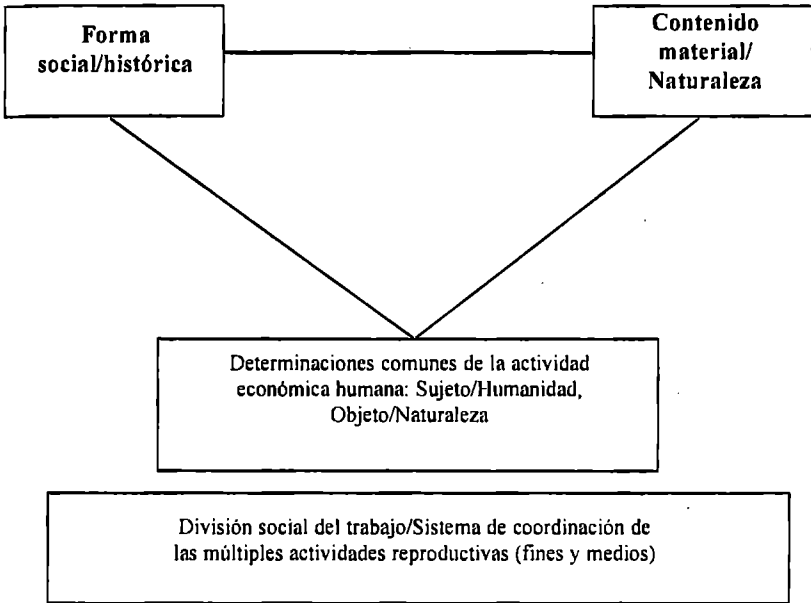 Forma
social/histórica
Contenido
material/
Naturaleza
Determinaciones comunes de la actividad
económica humana: Sujeto/Humanidad,
Objeto/Naturaleza
División social del trabajo/Sistema de coordinación de
las múltiples actividades reproductivas (fines y medios)